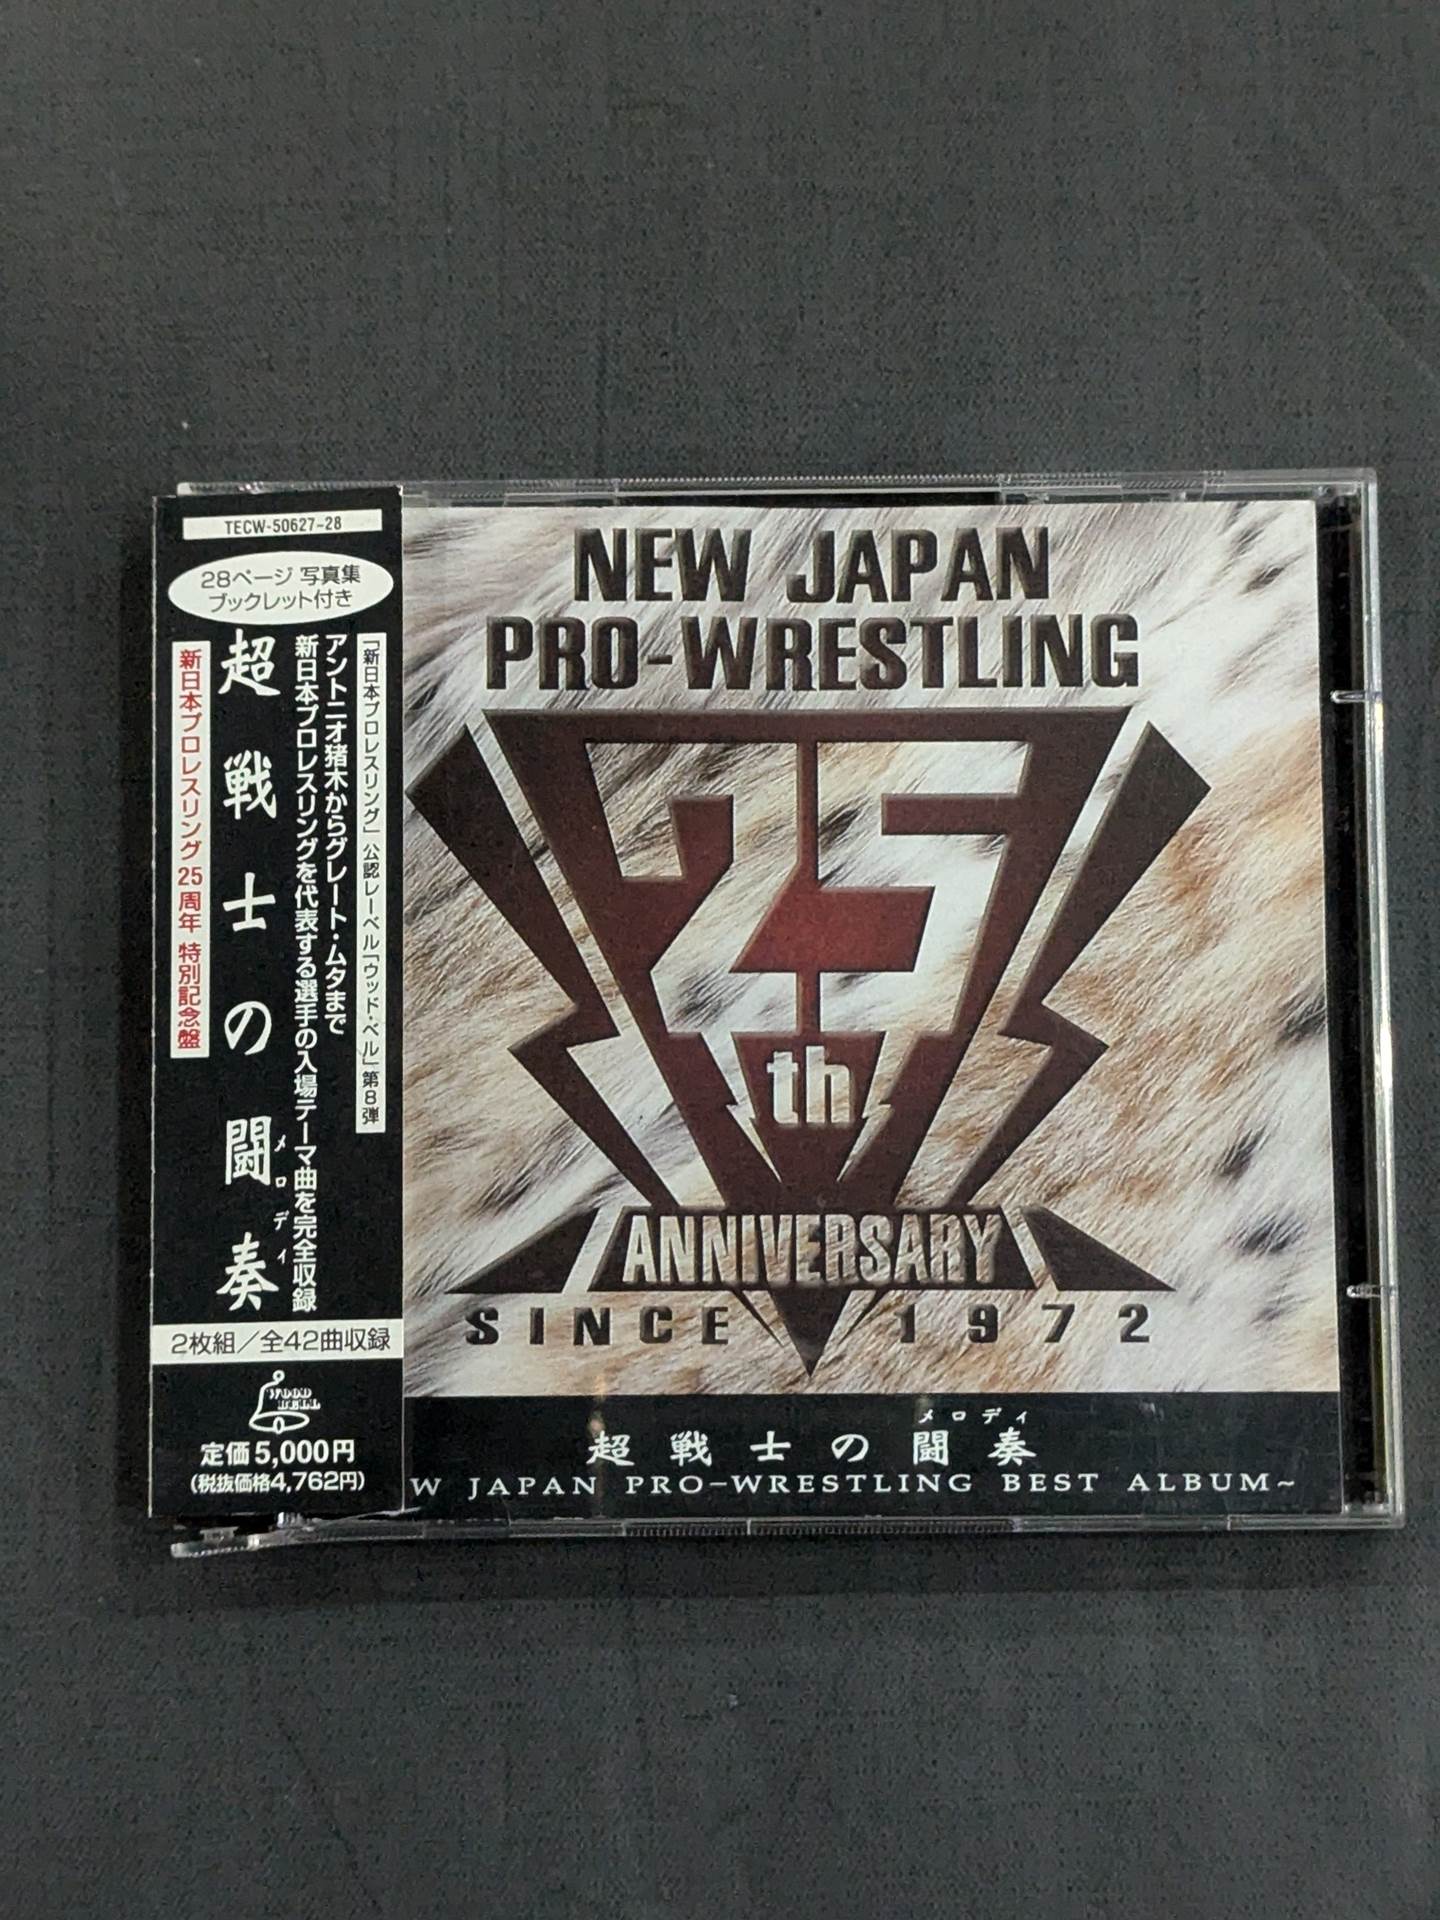 TECW-50627-28
28ページ 写真集
ブックレット付き
「新日本プロレスリング」公認レーベル「ウッド・ベル」第8弾
アントニオ猪木からグレート・ムタまで
新日本プロレスリングを代表する選手の入場テーマ曲を完全収録
超戦士の闘奏
メロディ
新日本プロレスリング 25周年 特別記念盤
2枚組/全42曲収録
WOOD
BELL
定価5,000円
(税抜価格4,762円)
NEW JAPAN
PRO-WRESTLING
25
th
ANNIVERSARY
SINCE 1972
メロディ
超戦士の闘奏
W JAPAN PRO-WRESTLING BEST ALBUM~